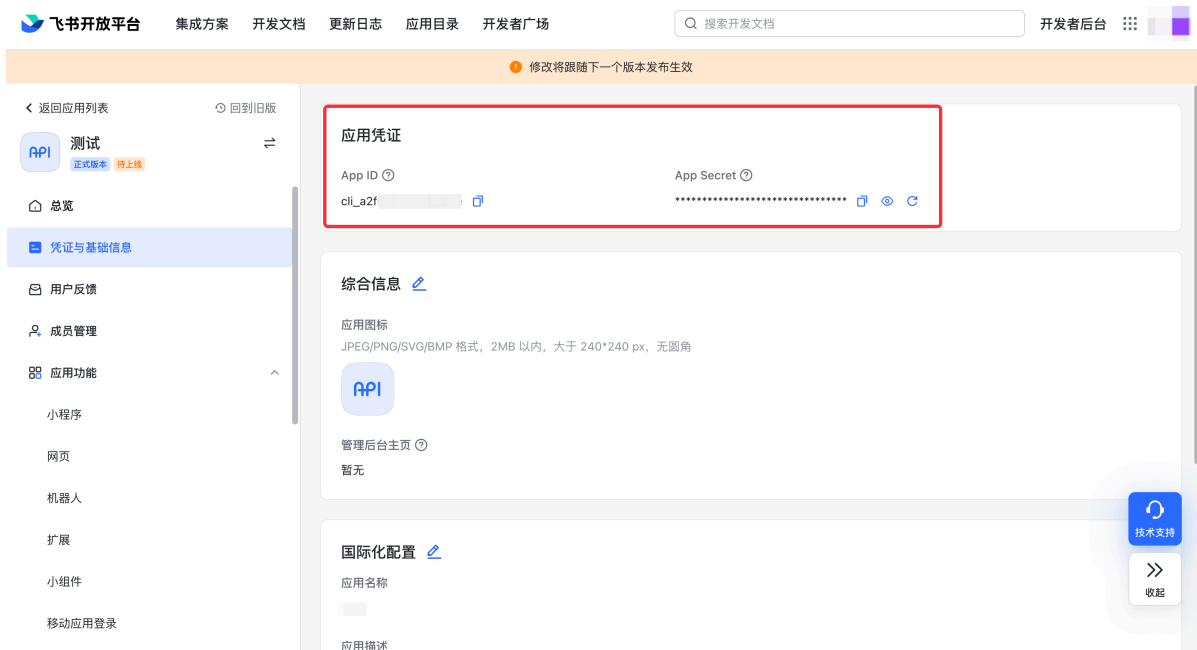 飞书开放平台
集成方案
开发文档
更新日志
应用目录
开发者广场
搜索开发文档
开发者后台
修改将跟随下一个版本发布生效
返回应用列表
回到旧版
API
测试
正式版本
待上线
总览
凭证与基础信息
用户反馈
成员管理
应用功能
小程序
网页
机器人
扩展
小组件
移动应用登录
应用凭证
App ID
App Secret
cli_a2f
********************************
综合信息
应用图标
JPEG/PNG/SVG/BMP 格式，2MB 以内，大于 240*240 px，无圆角
API
管理后台主页
暂无
国际化配置
应用名称
应用描述
技术支持
收起